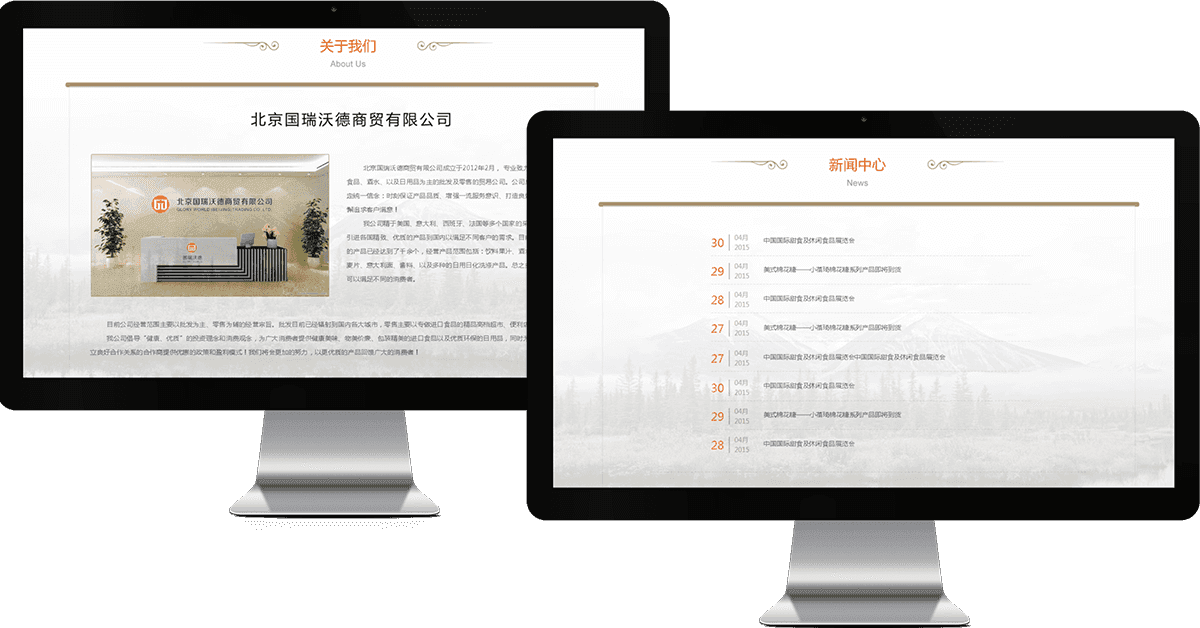 关于我们
About Us
北京国瑞沃德商贸有限公司
北京国瑞沃德商贸有限公司
GLORY WORLD (BEIJING) TRADING CO.,LTD.
国瑞沃德
北京国瑞沃德商贸有限公司成立于2012年2月，专业致力
食品、酒水、以及日用品为主的批发及零售的贸易公司。公司
念统一信念：时刻保证产品品质、增强一流服务意识、打造良
解当求客户满意！
我公司精于美国、意大利、西班牙、法国等多个国家的
引进各国精致、优质的产品到国内以满足不同客户的需求。目
的产品已经达到了千余个，经营产品范围包括：饮料果汁、
麦片、意大利面、酱料、以及多种的日用日化洗涤产品。总之
可以满足不同的消费者。
目前公司经营范围主要以批发为主、零售为辅的经营宗旨。批发目前已经辐射到国内各大城市，零售主要以专做进口食品的精品高档超市、便利
我公司倡导“健康、优质”的投资理念和消费观念，为广大消费者提供健康美味、物美价廉、包装精美的进口食品以及优质环保的日用品，同时
立良好合作关系的合作商提供优惠的政策和盈利模式！我们将会更加的努力，以更优质的产品回馈广大的消费者！
新闻中心
News
30 04月 2015 中国国际甜食及休闲食品展览会
29 04月 2015 美式棉花糖——小落琦棉花糖系列产品即将到货
28 04月 2015 中国国际甜食及休闲食品展览会
27 04月 2015 美式棉花糖——小落琦棉花糖系列产品即将到货
27 04月 2015 中国国际甜食及休闲食品展览会中国国际甜食及休闲食品展览会
30 04月 2015 中国国际甜食及休闲食品展览会
29 04月 2015 美式棉花糖——小落琦棉花糖系列产品即将到货
28 04月 2015 中国国际甜食及休闲食品展览会